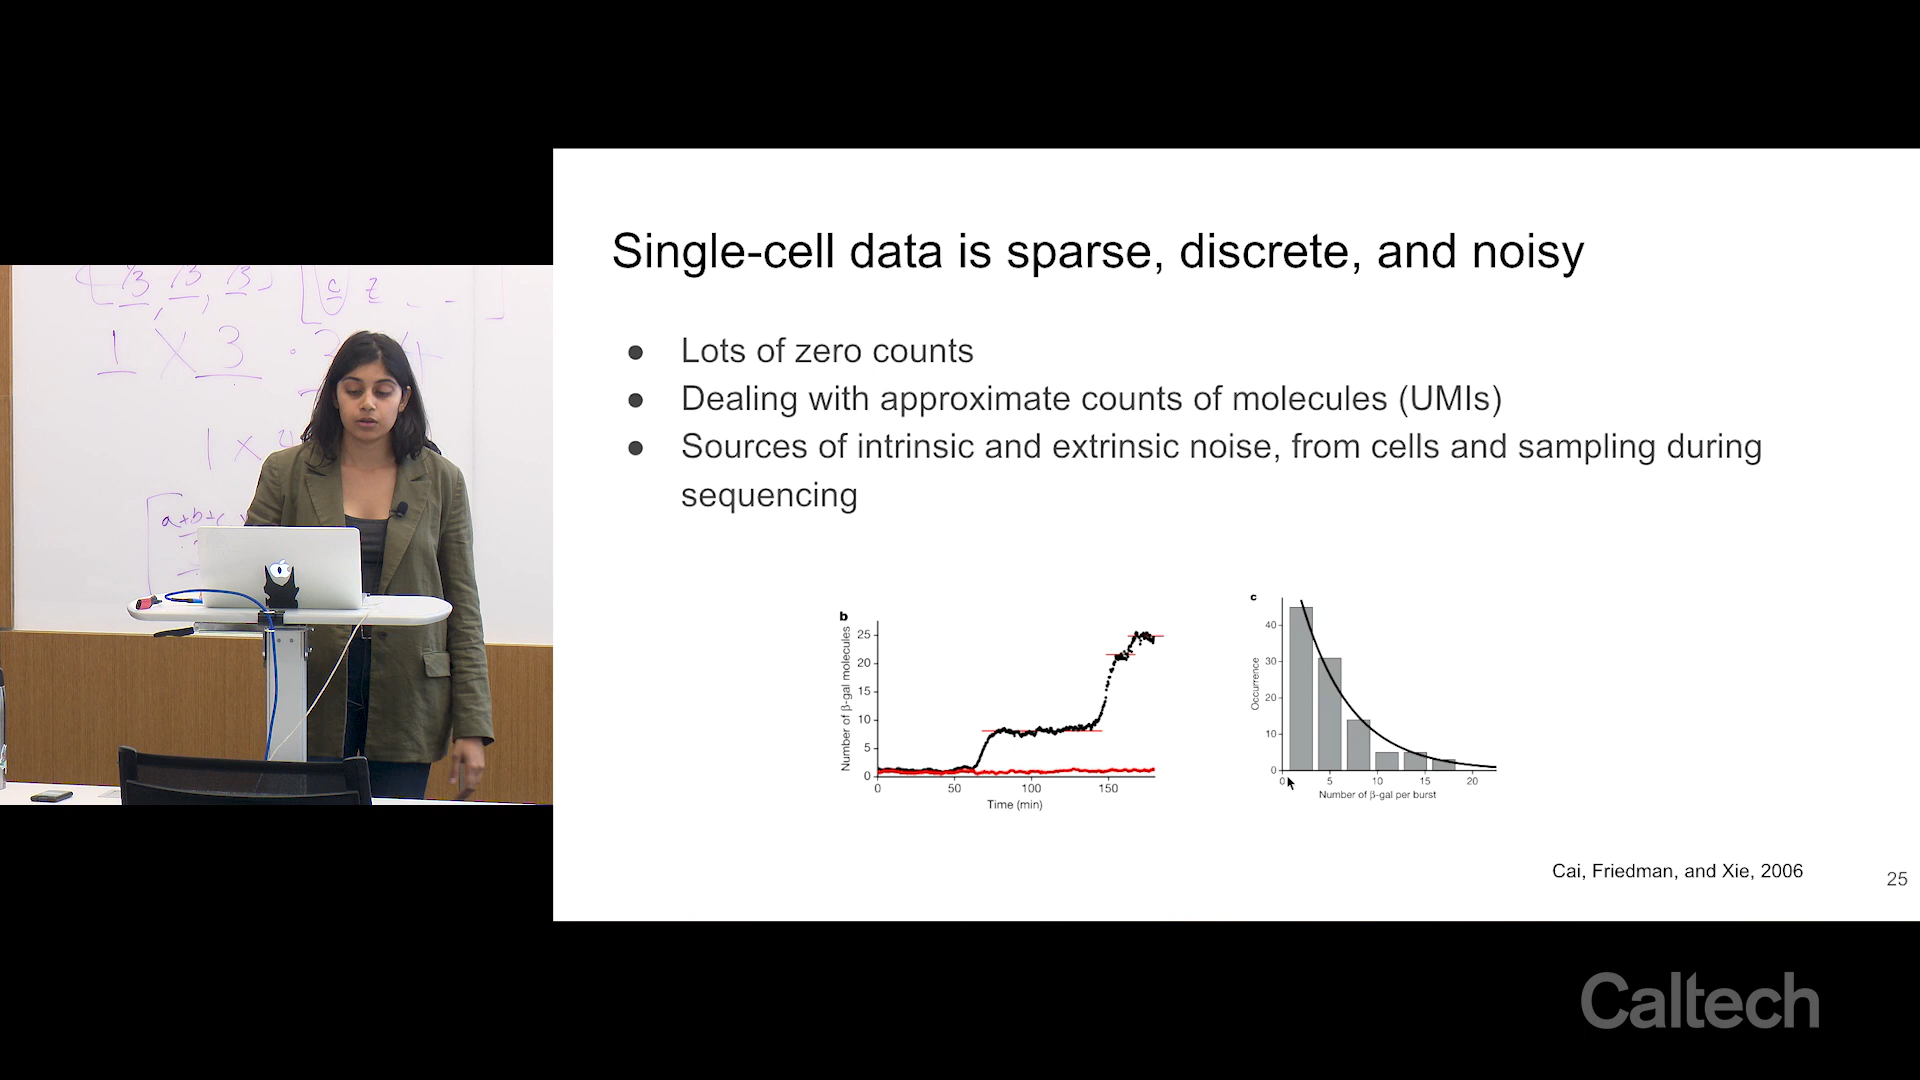 Single-cell data is sparse, discrete, and noisy
● Lots of zero counts
● Dealing with approximate counts of molecules (UMIs)
● Sources of intrinsic and extrinsic noise, from cells and sampling during
sequencing
b
Number of β-gal molecules
25
20
15
10
5
0
0 50 100 150
Time (min)
c
Occurrence
40
30
20
10
0
0 5 10 15 20
Number of β-gal per burst
Cai, Friedman, and Xie, 2006
25
Caltech
1 X 3
1 X
a+b+c